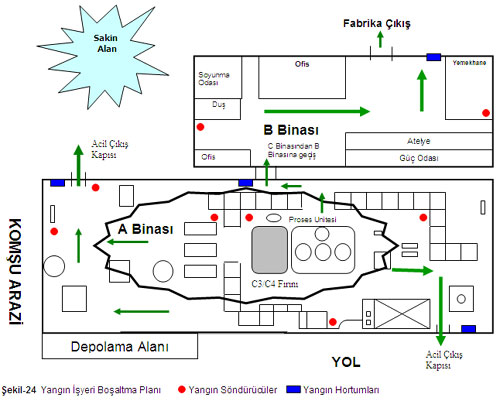 Sakin
Alan
Fabrika Çıkış
Soyunma
Odası
Ofis
Yemekhane
Duş
B Binası
C Binasından B
Binasına geçiş
Atelye
Ofis
Güç Odası
Acil Çıkış
Kapısı
KOMŞU ARAZİ
A Binası
Proses Unitesi
C3/C4 Fırını
Depolama Alanı
YOL
Acil Çıkış
Kapısı
Şekil-24 Yangın İşyeri Boşaltma Planı
Yangın Söndürücüler
Yangın Hortumları